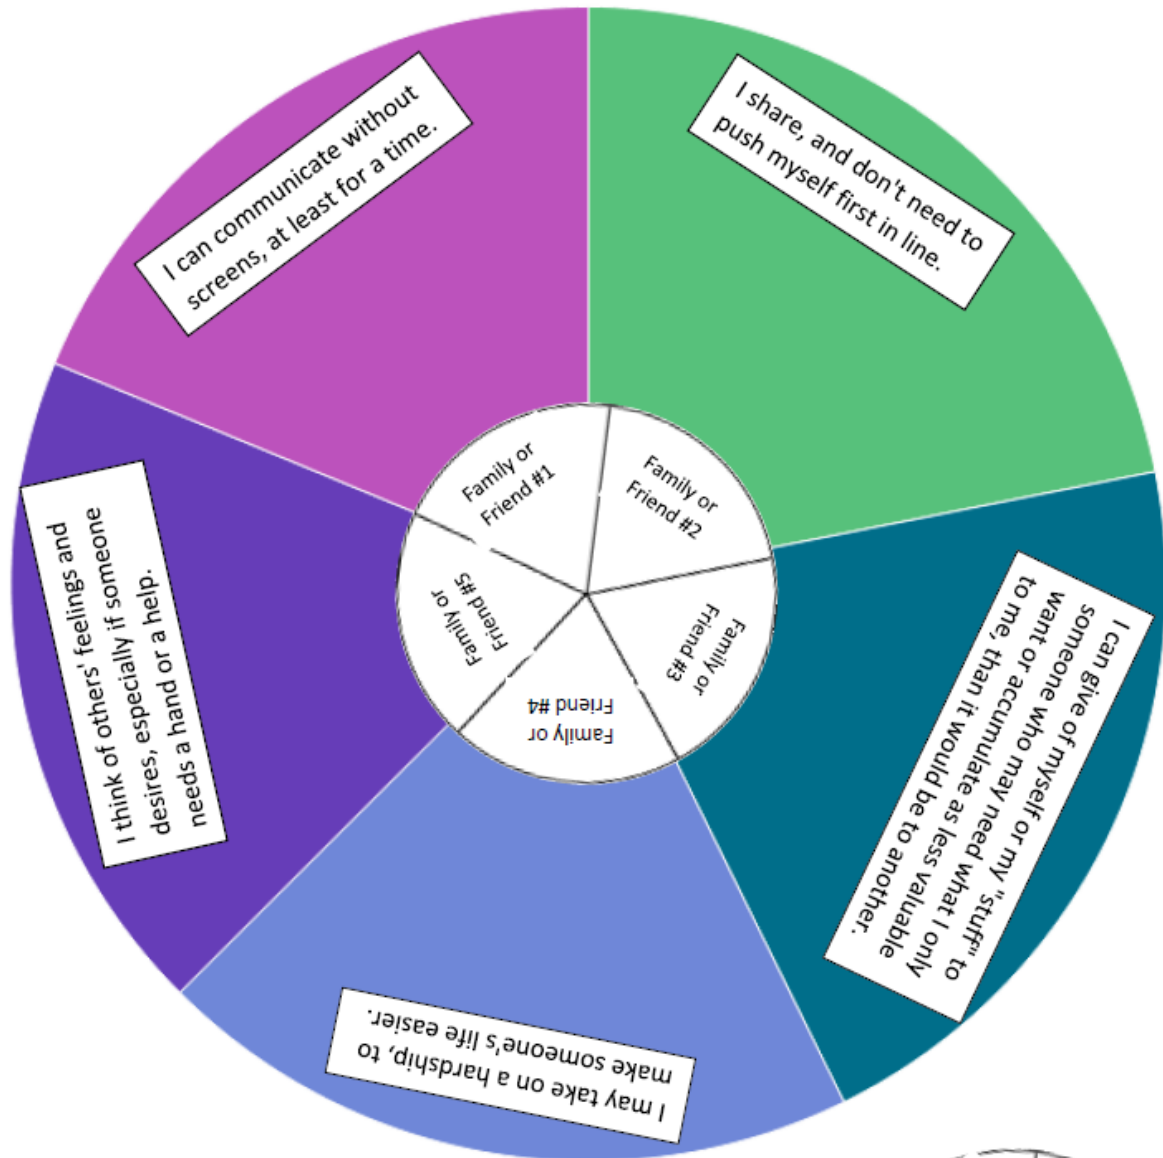 I can communicate without
screens, at least for a time.
I share, and don't need to
push myself first in line.
I can give of myself or my "stuff" to
someone who may need what I only
want or accumulate as less valuable
to me, than it would be to another.
I may take on a hardship, to
make someone's life easier.
I think of others' feelings and
desires, especially if someone
needs a hand or a help.
Family or
Friend #1
Family or
Friend #2
Family or
Friend #3
Family or
Friend #4
Family or
Friend #5